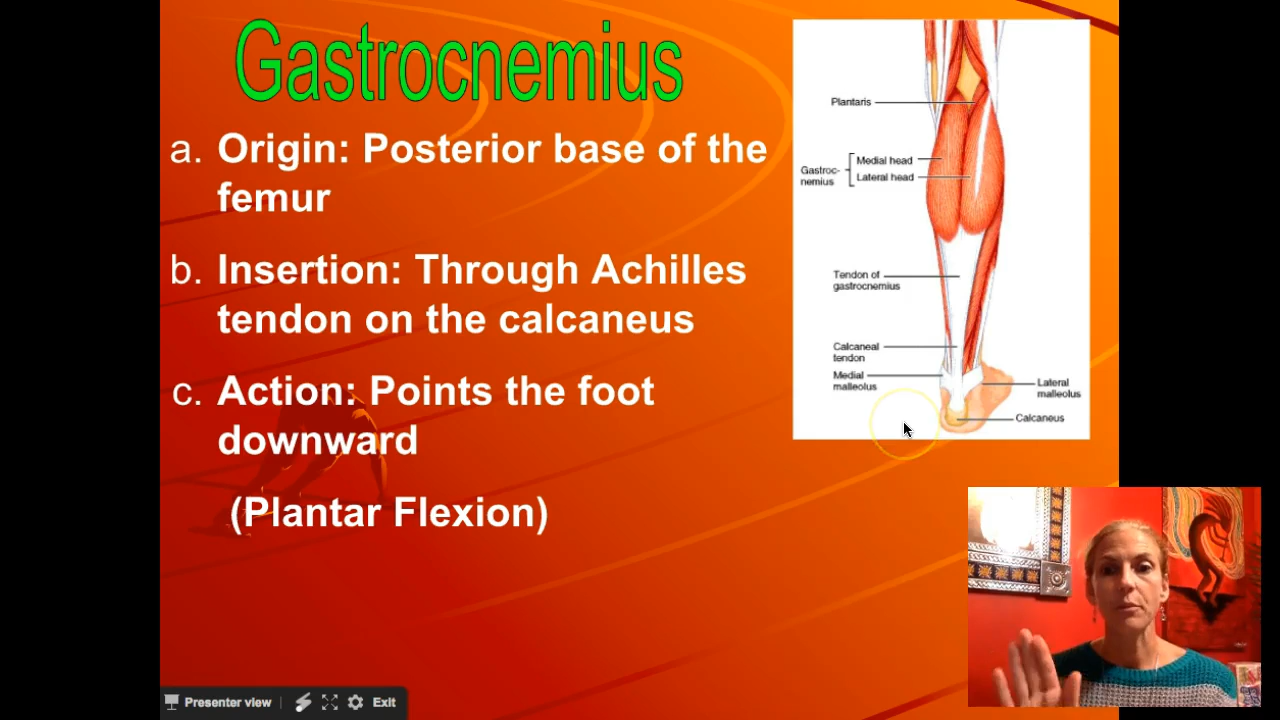 Gastrocnemius
a. Origin: Posterior base of the
femur
b. Insertion: Through Achilles
tendon on the calcaneus
c. Action: Points the foot
downward
(Plantar Flexion)
Plantaris
Gastroc-
nemius
Medial head
Lateral head
Tendon of
gastrocnemius
Calcaneal
tendon
Medial
malleolus
Lateral
malleolus
Calcaneus
Presenter view
Exit